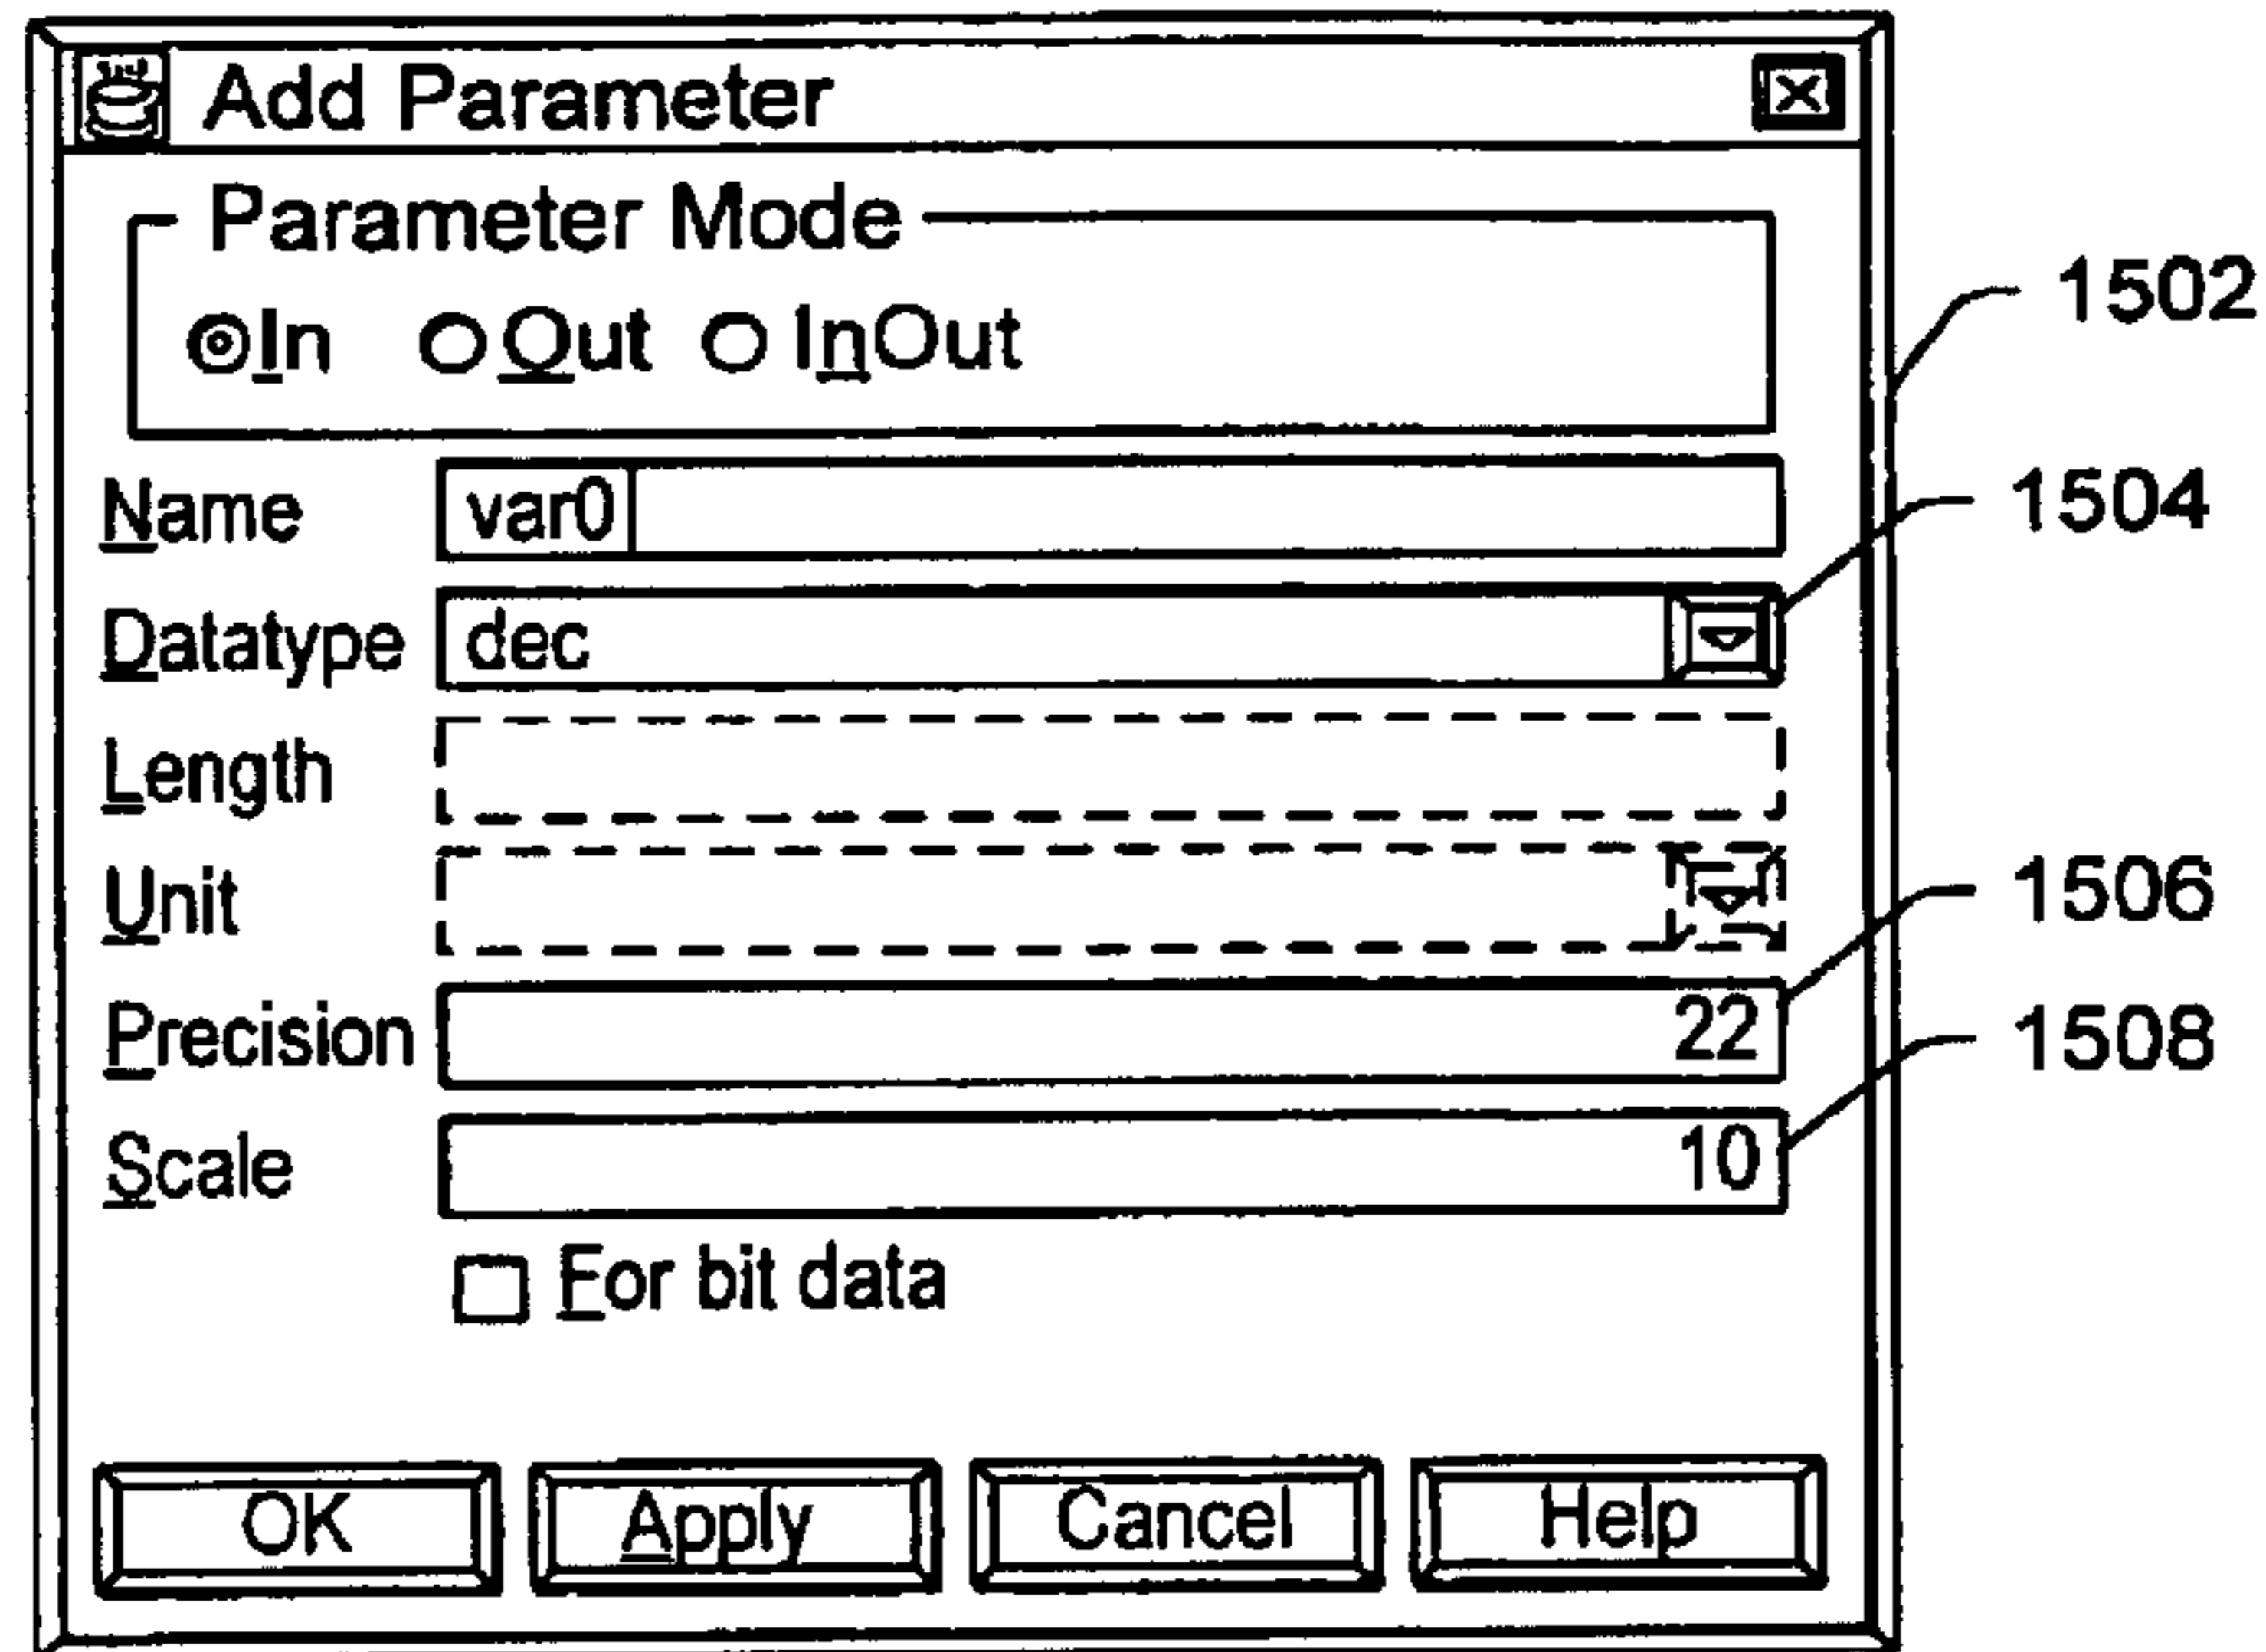 Add Parameter
Parameter Mode
In Out InOut
1502
Name var0
1504
Datatype dec
Length
Unit
1506
Precision 22
1508
Scale 10
For bit data
OK Apply Cancel Help